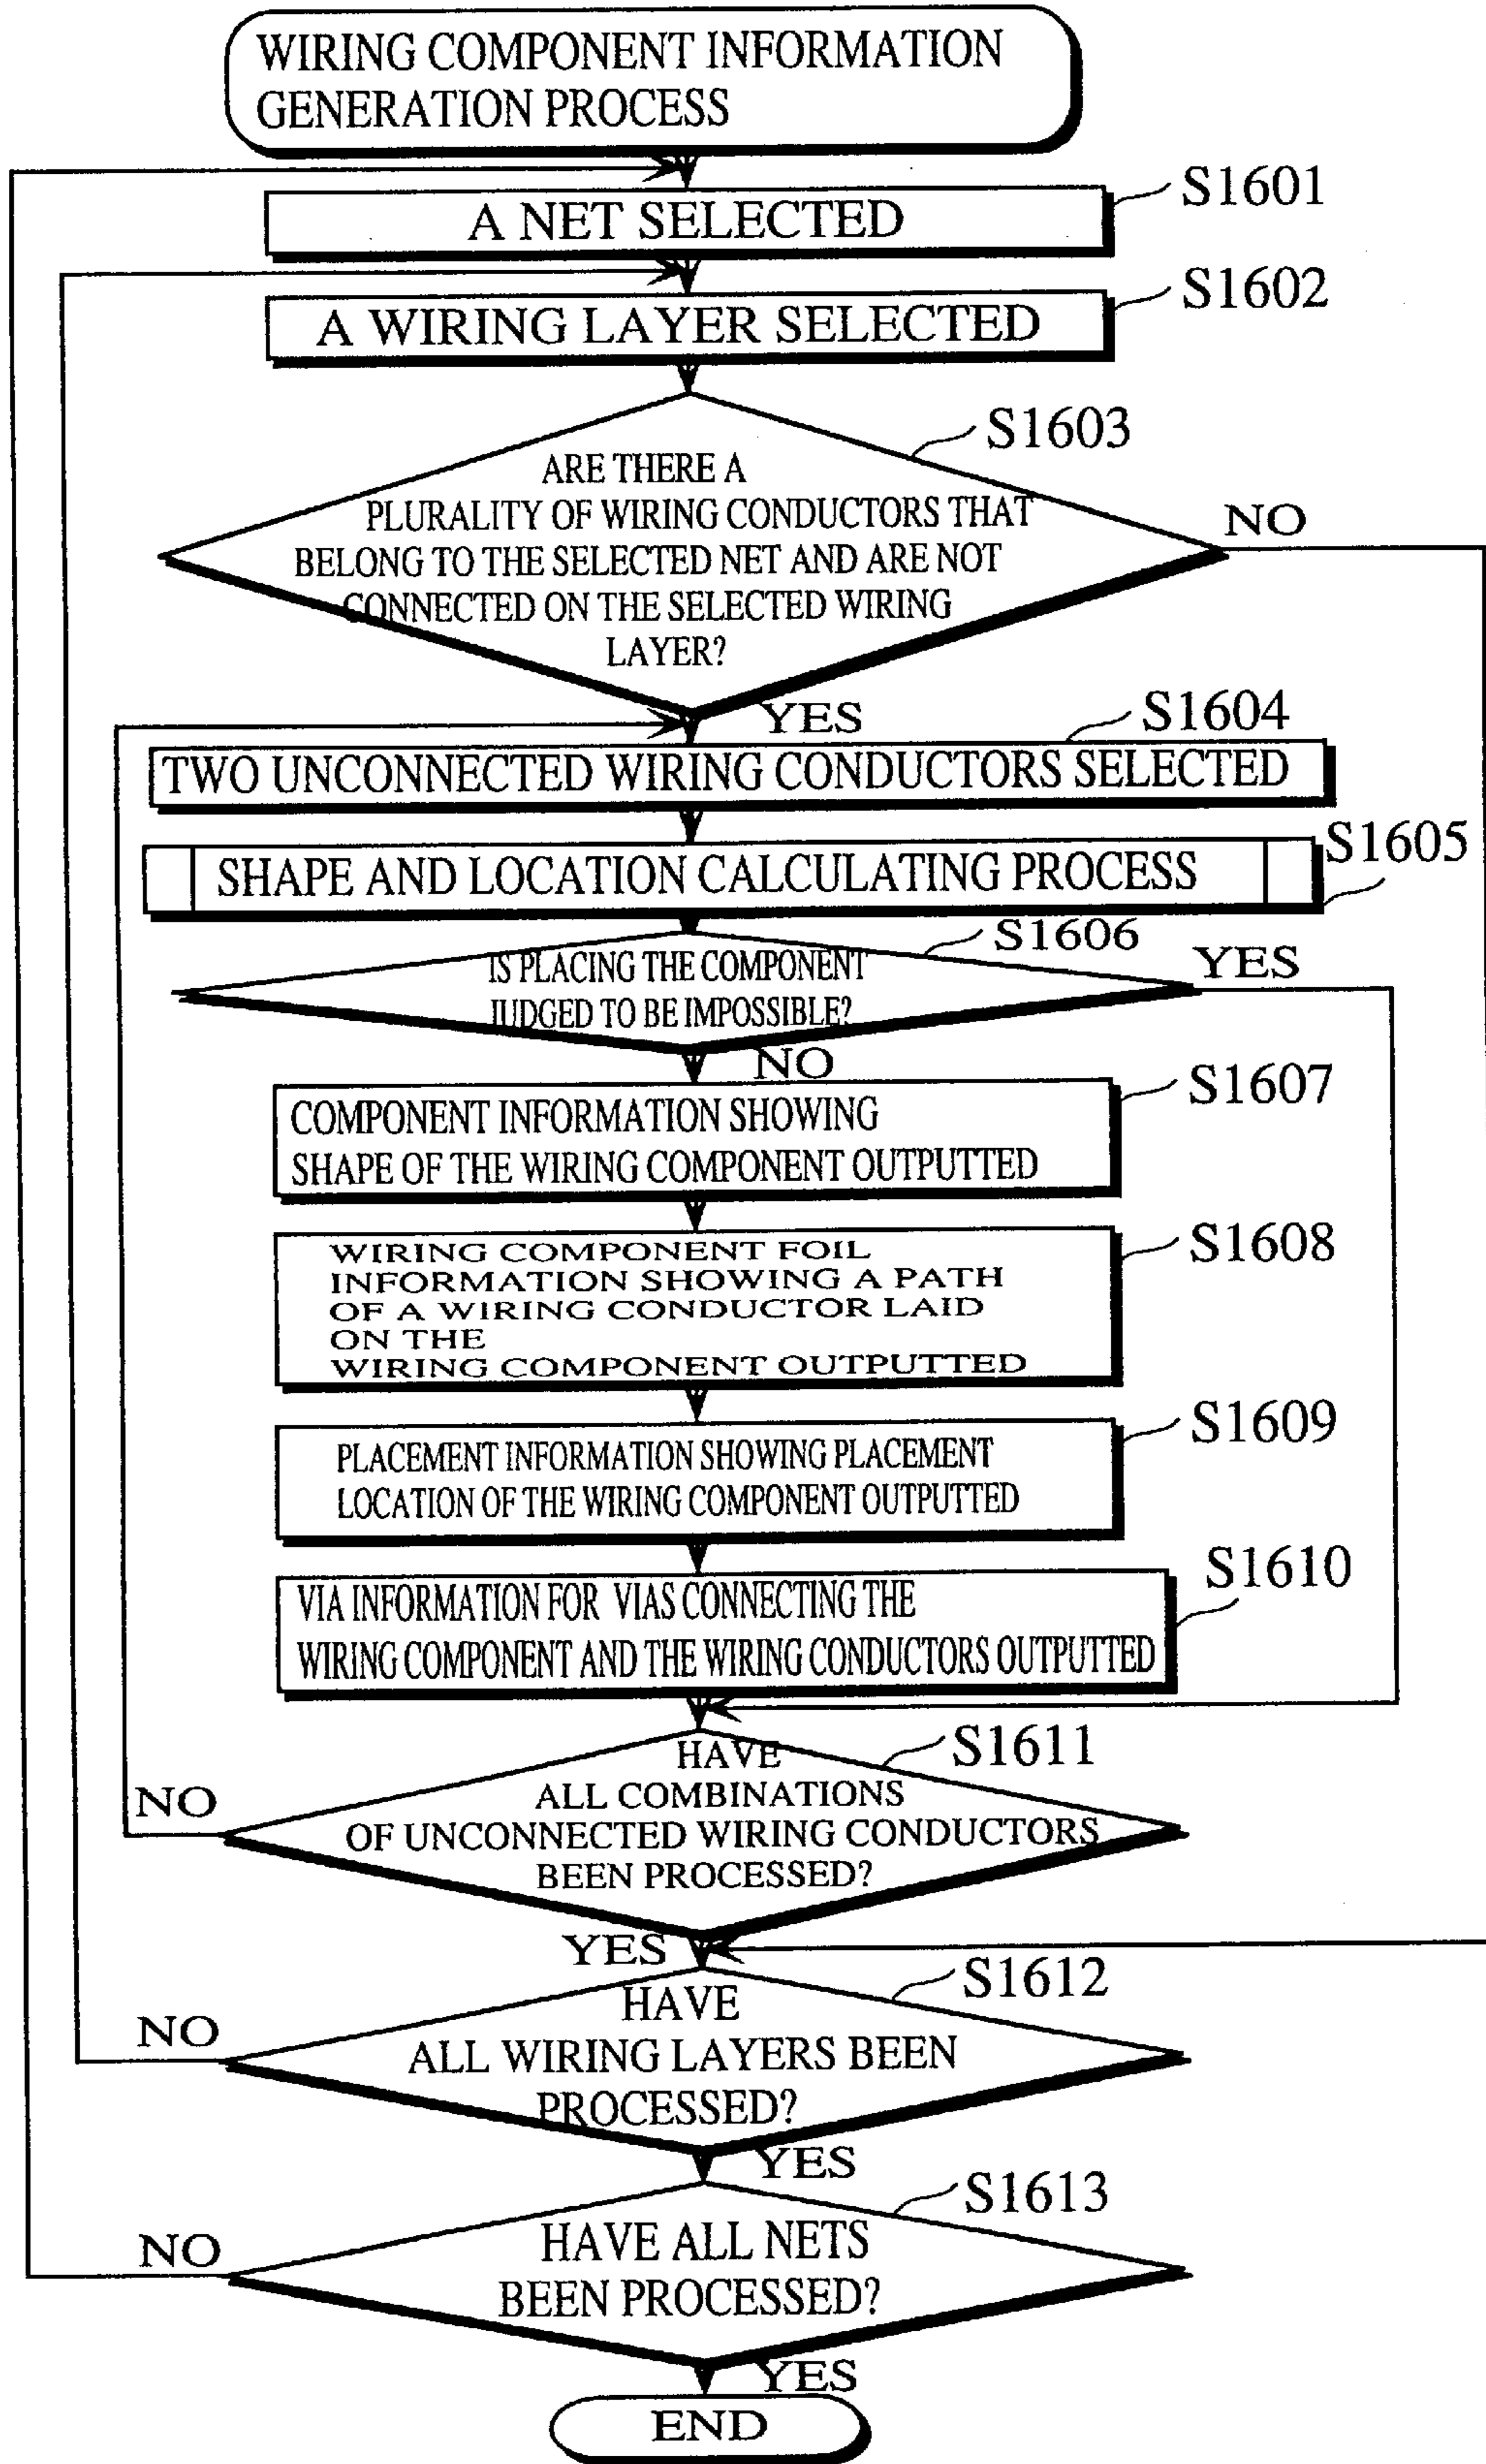 WIRING COMPONENT INFORMATION
GENERATION PROCESS
A NET SELECTED
S1601
A WIRING LAYER SELECTED
S1602
S1603
ARE THERE A
PLURALITY OF WIRING CONDUCTORS THAT
BELONG TO THE SELECTED NET AND ARE NOT
CONNECTED ON THE SELECTED WIRING
LAYER?
NO
YES
S1604
TWO UNCONNECTED WIRING CONDUCTORS SELECTED
SHAPE AND LOCATION CALCULATING PROCESS
S1605
S1606
IS PLACING THE COMPONENT
JUDGED TO BE IMPOSSIBLE?
YES
NO
S1607
COMPONENT INFORMATION SHOWING
SHAPE OF THE WIRING COMPONENT OUTPUTTED
S1608
WIRING COMPONENT FOIL
INFORMATION SHOWING A PATH
OF A WIRING CONDUCTOR LAID
ON THE
WIRING COMPONENT OUTPUTTED
S1609
PLACEMENT INFORMATION SHOWING PLACEMENT
LOCATION OF THE WIRING COMPONENT OUTPUTTED
S1610
VIA INFORMATION FOR VIAS CONNECTING THE
WIRING COMPONENT AND THE WIRING CONDUCTORS OUTPUTTED
S1611
HAVE
ALL COMBINATIONS
OF UNCONNECTED WIRING CONDUCTORS
BEEN PROCESSED?
NO
YES
S1612
HAVE
ALL WIRING LAYERS BEEN
PROCESSED?
NO
YES
S1613
HAVE ALL NETS
BEEN PROCESSED?
NO
YES
END